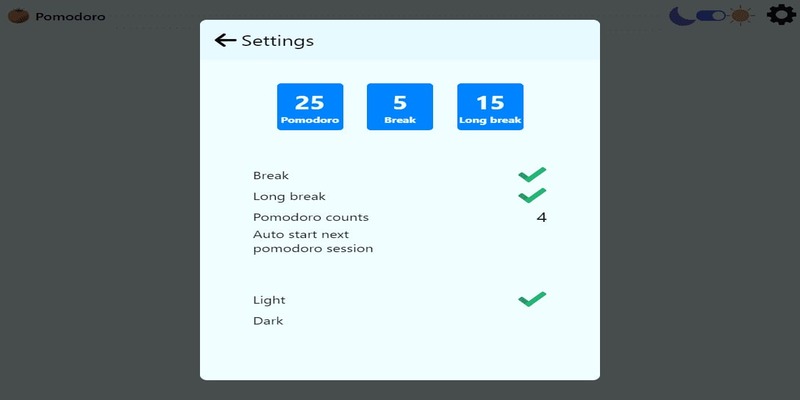 Pomodoro
Settings
25
Pomodoro
5
Break
15
Long break
Break
Long break
Pomodoro counts
4
Auto start next
pomodoro session
Light
Dark